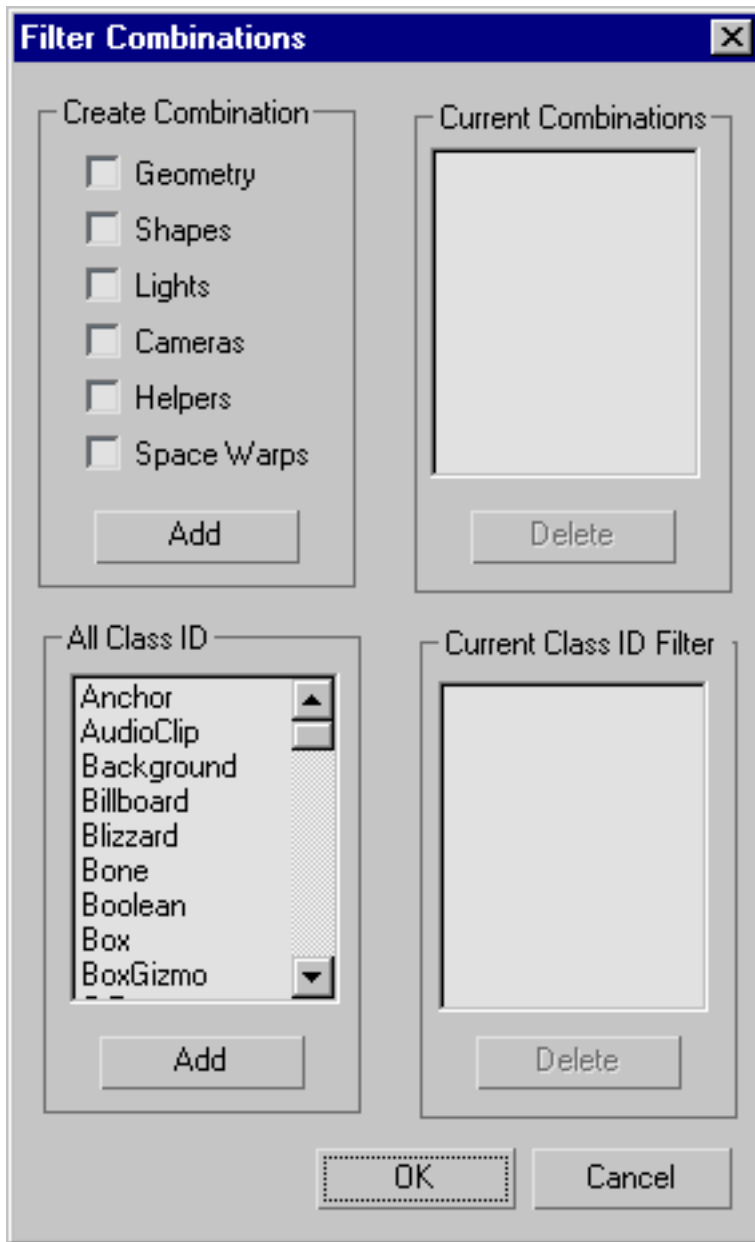 Filter Combinations
Create Combination
Geometry
Shapes
Lights
Cameras
Helpers
Space Warps
Add
Current Combinations
Delete
All Class ID
Anchor
AudioClip
Background
Billboard
Blizzard
Bone
Boolean
Box
BoxGizmo
Add
Current Class ID Filter
Delete
OK
Cancel